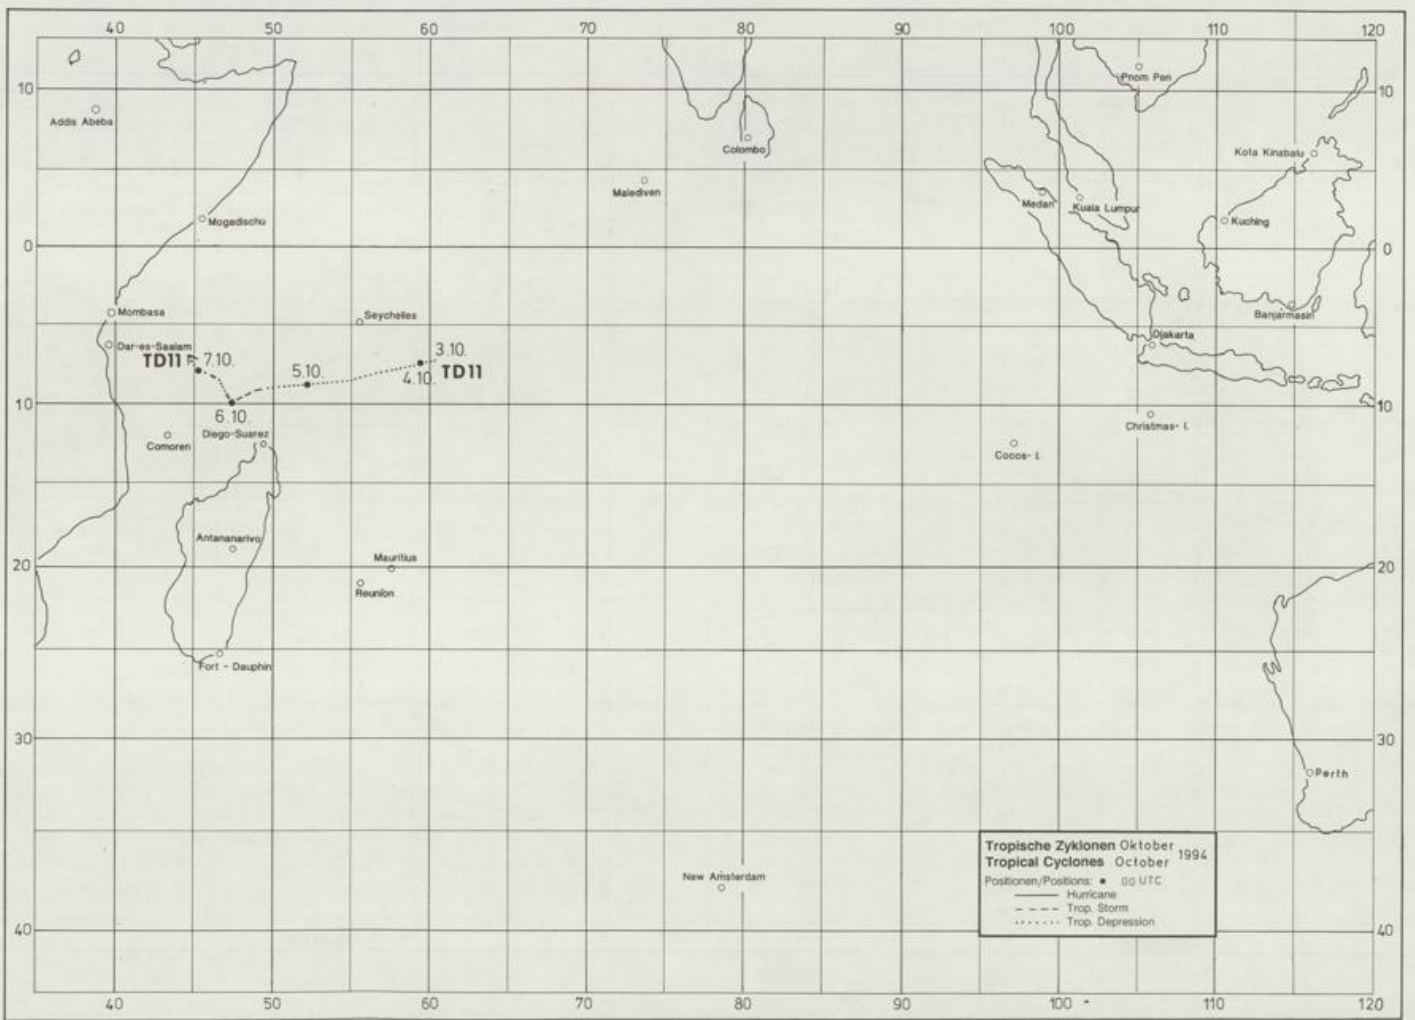 40 50 60 70 80 90 100 110 120
Pnom Pen
10 10
Addis Abeba
Colombo
Kota Kinabalu
Malediven
Medan Kuala Lumpur
Mogadischu Kuching
0 0
Mombasa
Seychelles
Banjarmasin
Djakarta
Dar-es-Saalam
TD11 7.10. 5.10. 3.10.
4.10. TD11
10 10
6.10.
Diego-Suarez
Christmas- I.
Comoren
Cocos- I.
Antananarivo
Mauritius
20 20
Reunion
Fort - Dauphin
30 30
Perth
Tropische Zyklonen Oktober
Tropical Cyclones October 1994
Positionen/Positions: • 00 UTC
Hurricane
Trop. Storm
Trop. Depression
New Amsterdam
40 40
40 50 60 70 80 90 100 110 120